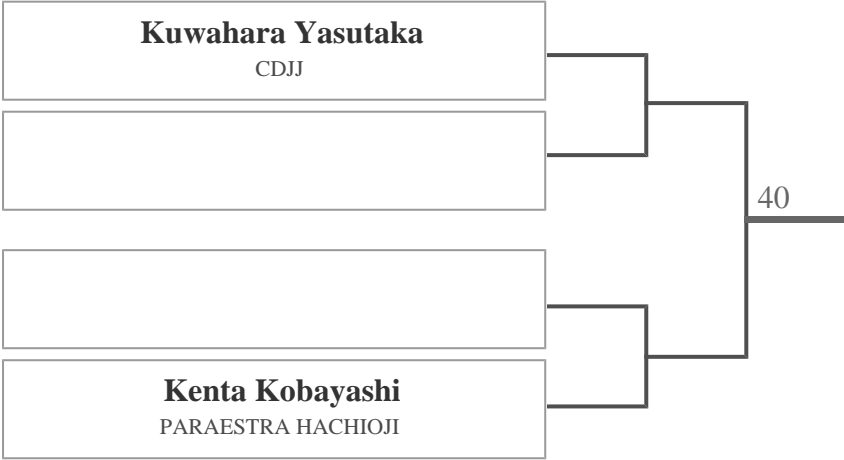 Kuwahara Yasutaka
CDJJ
40
Kenta Kobayashi
PARAESTRA HACHIOJI